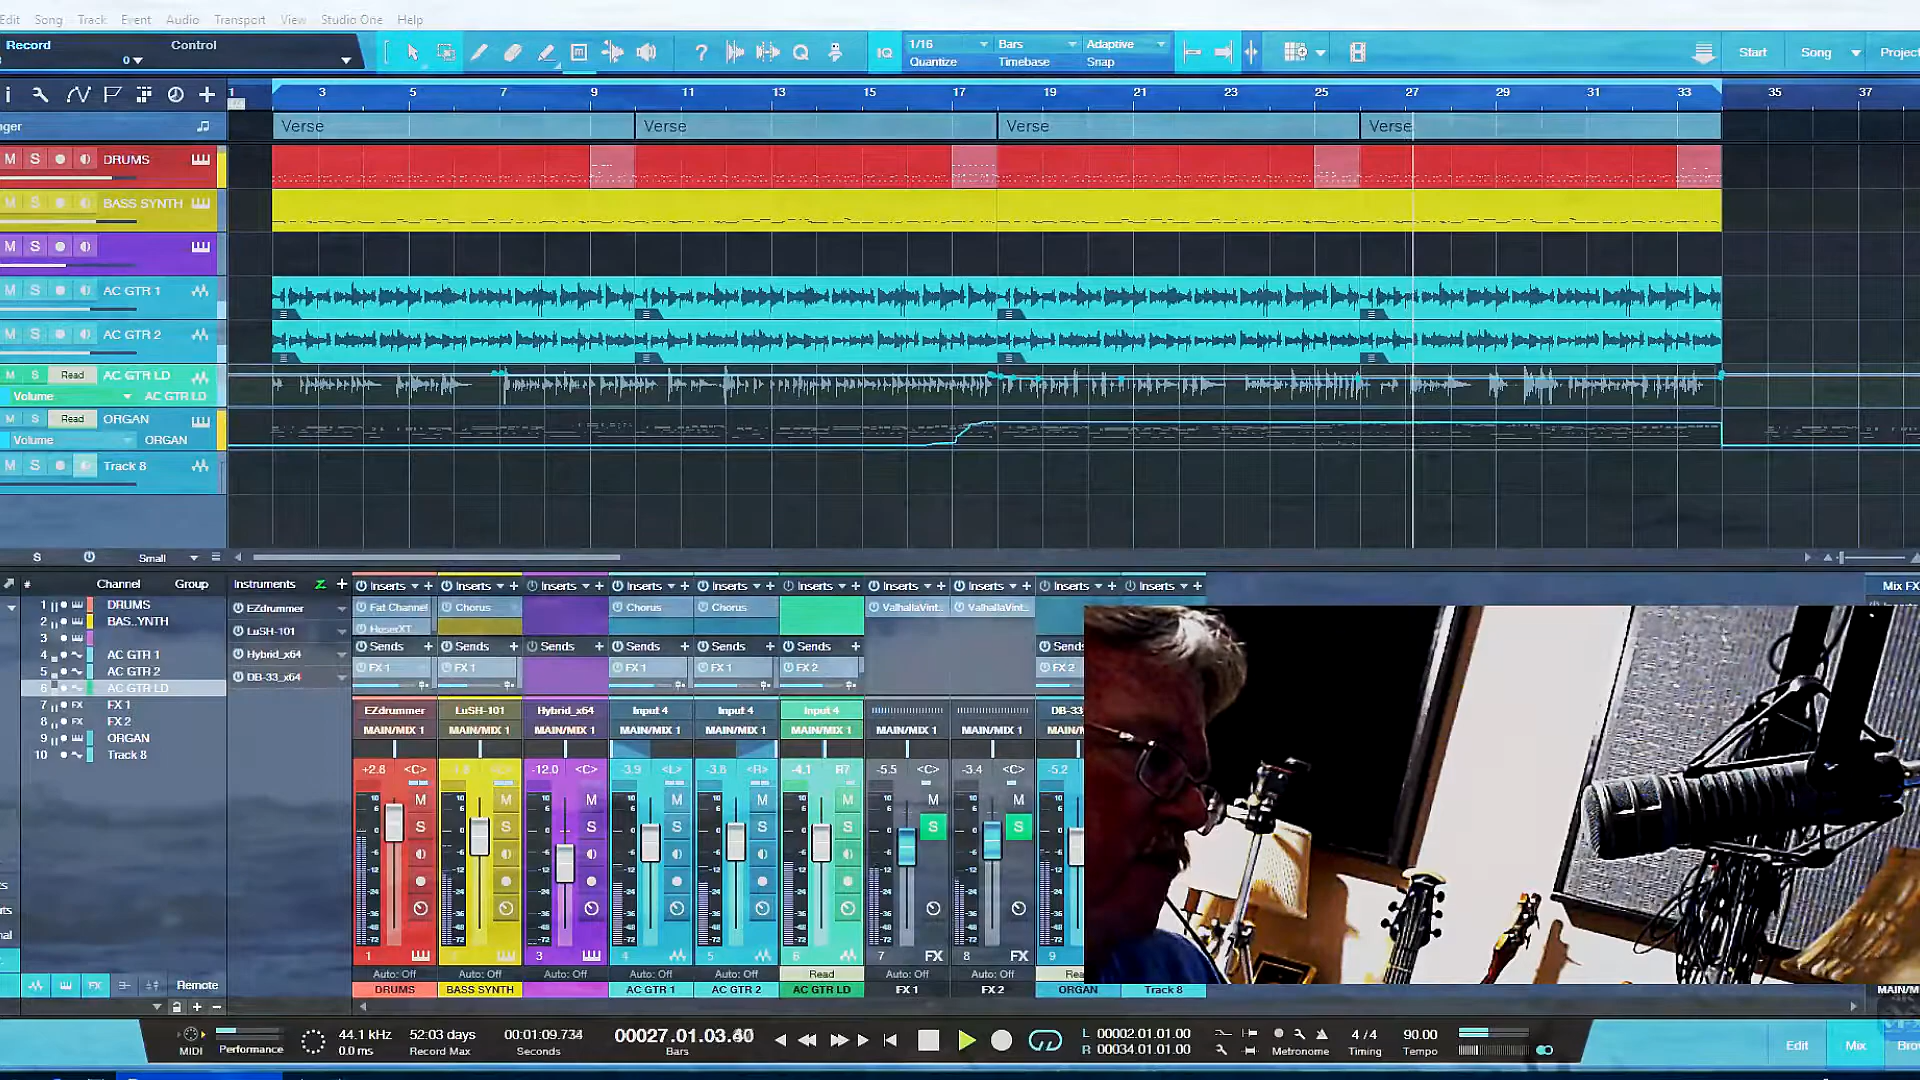 Edit Song Track Event Audio Transport View Studio One Help
Record Control
0
1/16 Bars Adaptive
Quantize Timebase Snap
IQ
Start Song Project
1 3 5 7 9 11 13 15 17 19 21 23 25 27 29 31 33 35 37
Verse Verse Verse Verse
M S DRUMS
M S BASS SYNTH
M S
M S AC GTR 1
M S AC GTR 2
M S Read AC GTR LD
Volume AC GTR LD
M S Read ORGAN
Volume ORGAN
M S Track 8
S Small
# Channel Group Instruments Z Inserts Inserts Inserts Inserts Inserts Inserts Inserts Inserts Inserts Inserts Mix FX
1 DRUMS EZdrummer Fat Channel Chorus Chorus Chorus ValhallaVint.. ValhallaVint..
2 BAS..YNTH LuSH-101
3 Sends Sends Sends Sends Sends Sends
4 AC GTR 1 Hybrid_x64
5 AC GTR 2 DB-33_x64 FX 1 FX 1 FX 1 FX 1 FX 2 FX 2
6 AC GTR LD
7 FX FX 1
8 FX FX 2
9 ORGAN
10 Track 8
EZdrummer LuSH-101 Hybrid_x64 Input 4 Input 4 Input 4 DB-33
MAIN/MIX 1 MAIN/MIX 1 MAIN/MIX 1 MAIN/MIX 1 MAIN/MIX 1 MAIN/MIX 1 MAIN/MIX 1 MAIN/MIX 1
+2.8 <C> -12.0 <C> -3.9 <L> -3.8 <R> -4.1 R7 -5.5 <C> -3.4 <C> -5.2
M M M M M M M M
S S S S S S S S
1 3 4 5 6 7 FX 8 FX 9
Auto: Off Auto: Off Auto: Off Auto: Off Auto: Off Read Auto: Off Auto: Off
DRUMS BASS SYNTH AC GTR 1 AC GTR 2 AC GTR LD FX 1 FX 2 ORGAN Track 8
FX Remote
MIDI Performance
44.1 kHz 52:03 days 00:01:09.734
0.0 ms Record Max Seconds Bars
L 00002.01.01.00
R 00034.01.01.00
Metronome
4/4 90.00
Timing Tempo
Edit Mix